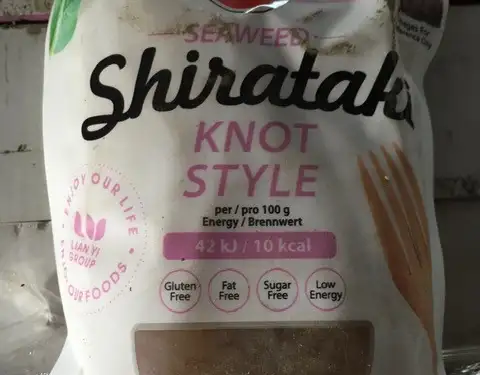 SEAWEED
Shirataki
KNOT
STYLE
per / pro 100 g
Energy / Brennwert
42 kJ / 10 kcal
Gluten
Free
Fat
Free
Sugar
Free
Low
Energy
ENJOY OUR LIFE
LIAN YI
GROUP
OUR FOODS